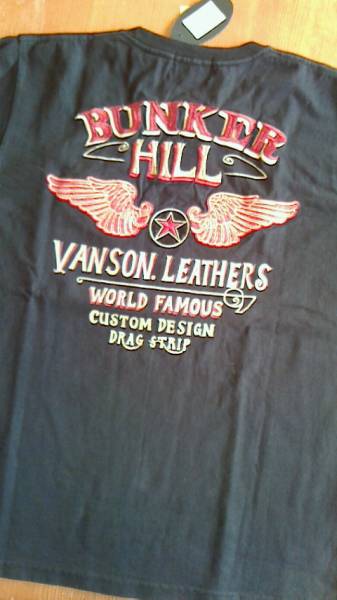 BUNKER
HILL
VANSON. LEATHERS
WORLD FAMOUS
CUSTOM DESIGN
DRAG STRIP